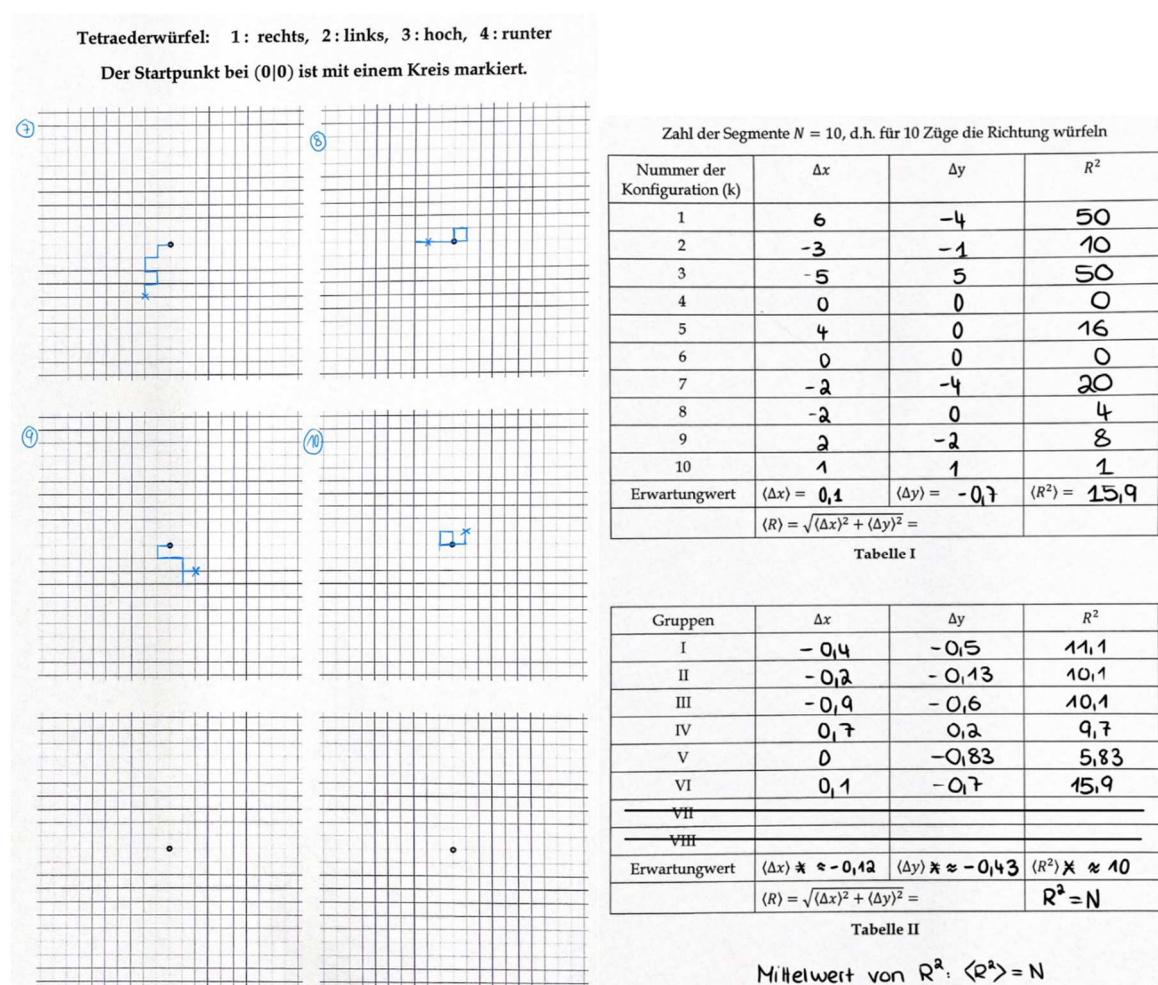 Tetraederwürfel: 1 : rechts, 2 : links, 3 : hoch, 4 : runter
Der Startpunkt bei (0|0) ist mit einem Kreis markiert.
7
8
9
10
Zahl der Segmente N = 10, d.h. für 10 Züge die Richtung würfeln
Nummer der Konfiguration (k) Δx Δy R²
1 6 -4 50
2 -3 -1 10
3 -5 5 50
4 0 0 0
5 4 0 16
6 0 0 0
7 -2 -4 20
8 -2 0 4
9 2 -2 8
10 1 1 1
Erwartungwert ⟨Δx⟩ = 0,1 ⟨Δy⟩ = -0,7 ⟨R²⟩ = 15,9
⟨R⟩ = √(⟨Δx⟩² + ⟨Δy⟩²) =
Tabelle I
Gruppen Δx Δy R²
I -0,4 -0,5 11,1
II -0,2 -0,13 10,1
III -0,9 -0,6 10,1
IV 0,7 0,2 9,7
V 0 -0,83 5,83
VI 0,1 -0,7 15,9
VII
VIII
Erwartungwert ⟨Δx⟩ ≈ -0,12 ⟨Δy⟩ ≈ -0,43 ⟨R²⟩ ≈ 10
⟨R⟩ = √(⟨Δx⟩² + ⟨Δy⟩²) = R² = N
Tabelle II
Mittelwert von R²: ⟨R²⟩ = N